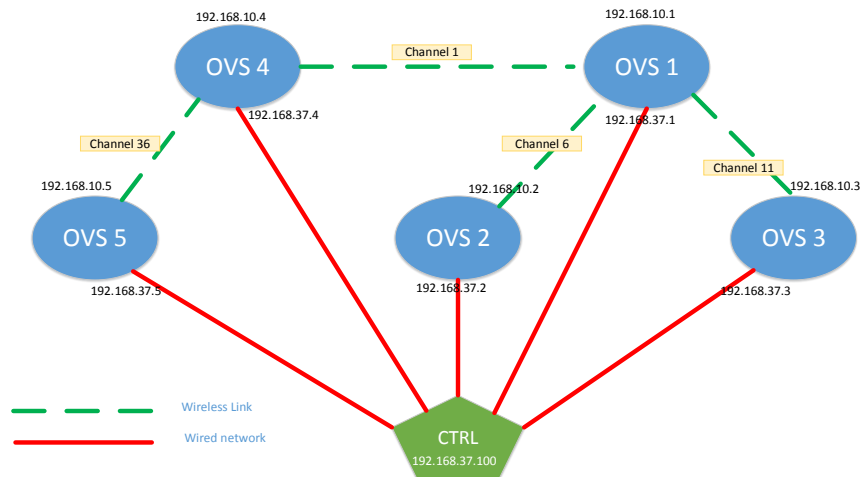 192.168.10.4
192.168.10.1
OVS 4
Channel 1
OVS 1
192.168.37.4
192.168.37.1
Channel 36
Channel 6
Channel 11
192.168.10.5
192.168.10.2
192.168.10.3
OVS 5
OVS 2
OVS 3
192.168.37.5
192.168.37.2
192.168.37.3
Wireless Link
Wired network
CTRL
192.168.37.100